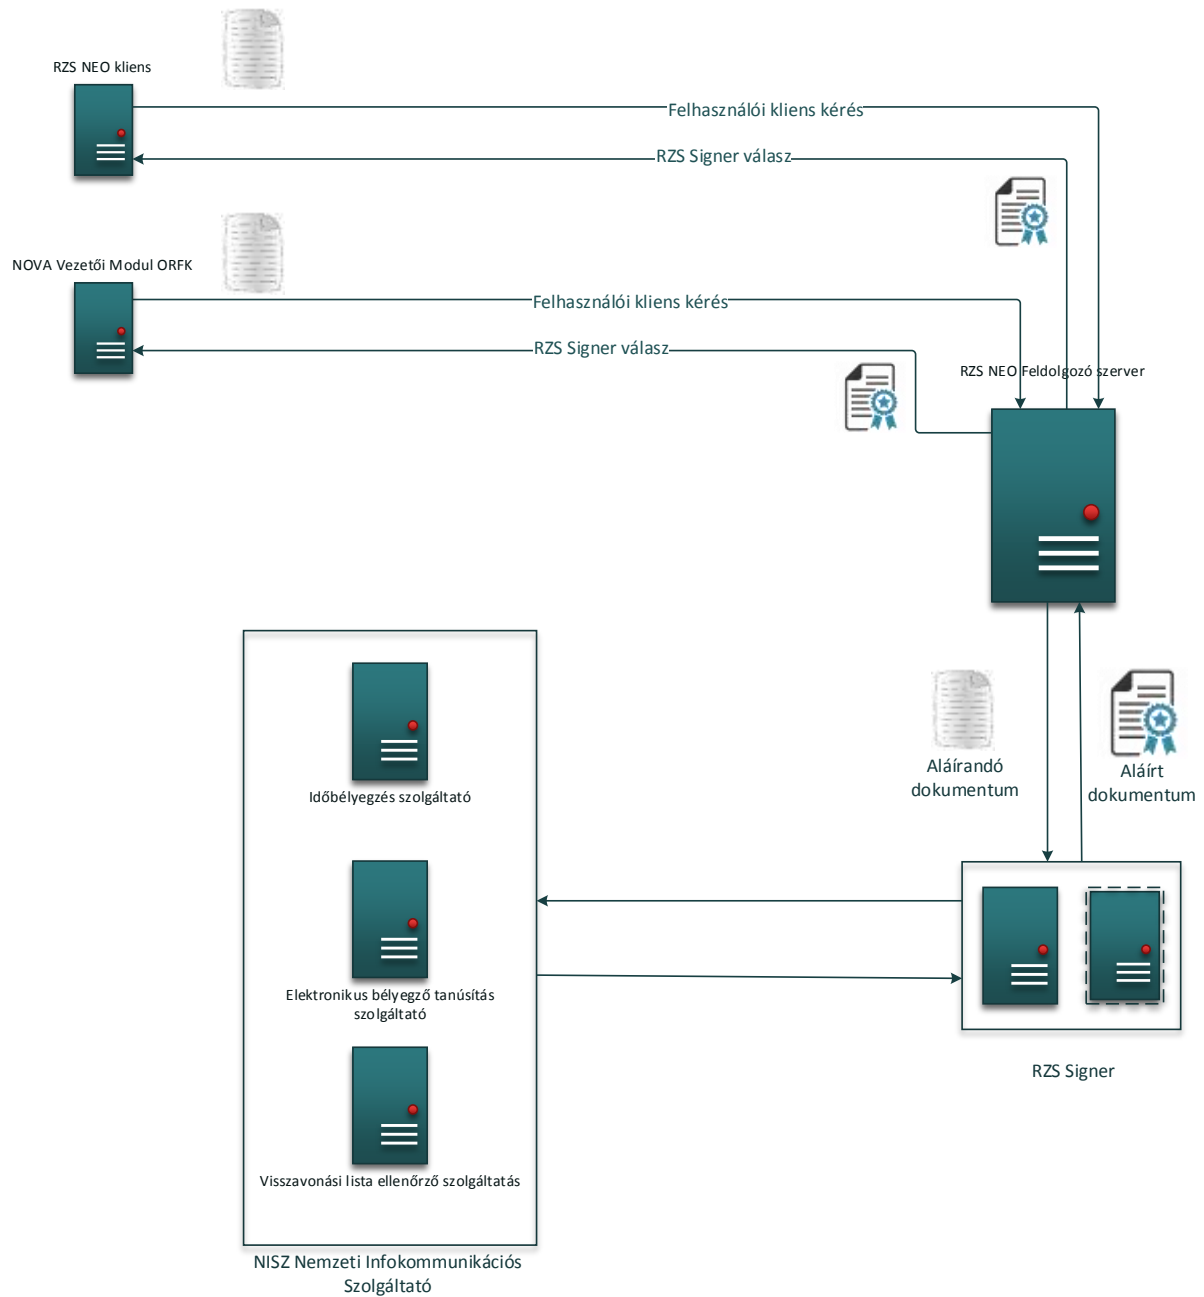 RZS NEO kliens
Felhasználói kliens kérés
RZS Signer válasz
NOVA Vezetői Modul ORFK
Felhasználói kliens kérés
RZS Signer válasz
RZS NEO Feldolgozó szerver
Aláírandó
dokumentum
Aláírt
dokumentum
Időbélyegzés szolgáltató
Elektronikus bélyegző tanúsítás
szolgáltató
RZS Signer
Visszavonási lista ellenőrző szolgáltatás
NISZ Nemzeti Infokommunikációs
Szolgáltató